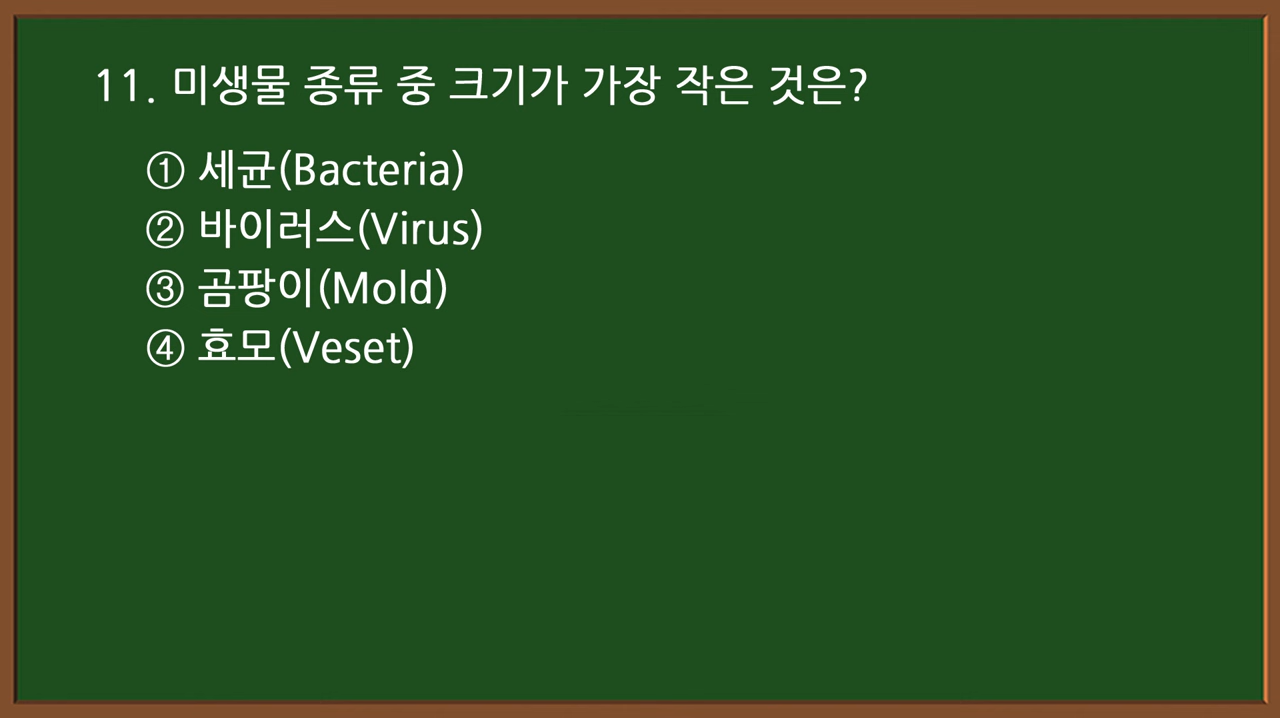 11. 미생물 종류 중 크기가 가장 작은 것은?
① 세균(Bacteria)
② 바이러스(Virus)
③ 곰팡이(Mold)
④ 효모(Veset)